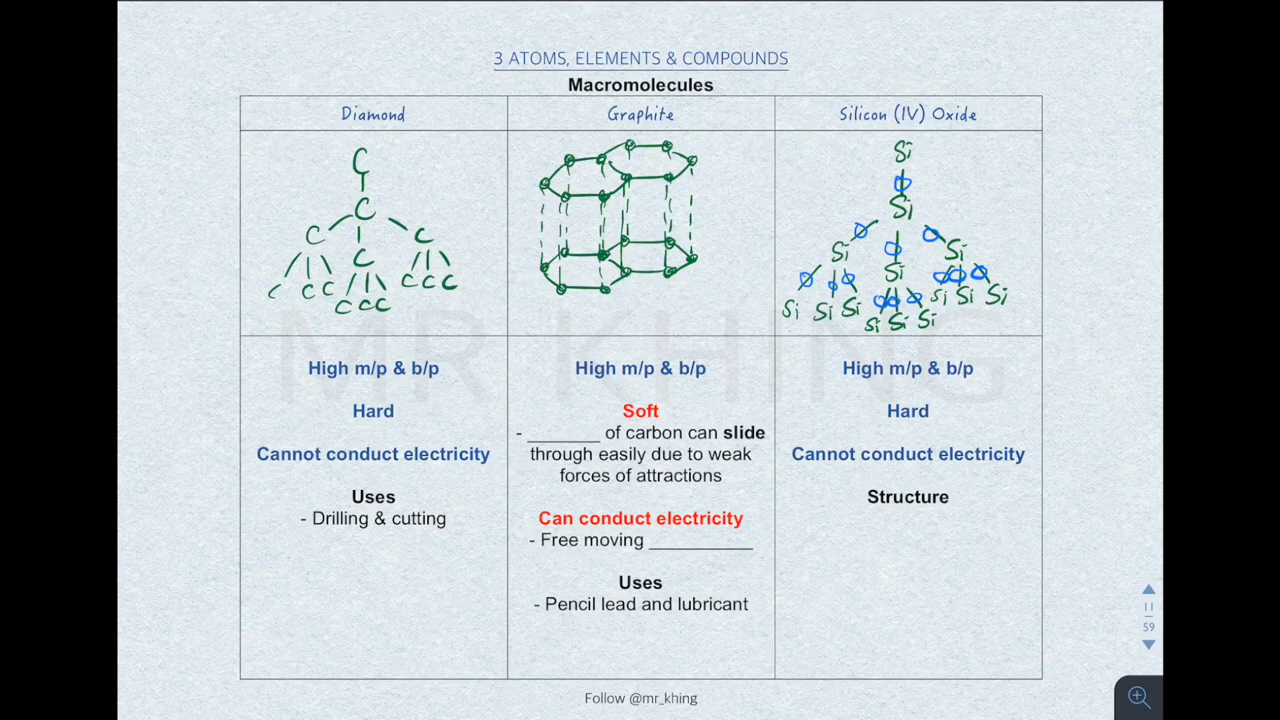 3 ATOMS, ELEMENTS & COMPOUNDS
Macromolecules
Diamond
Graphite
Silicon (IV) Oxide
C
C
C C
C
C C C C C C
C C C
Si
O
Si
O O O
Si Si
Si
O O O O O O
O O O
Si Si Si Si Si Si
Si Si Si
MR KHING
High m/p & b/p
Hard
Cannot conduct electricity
Uses
- Drilling & cutting
High m/p & b/p
Soft
- _______ of carbon can slide
through easily due to weak
forces of attractions
Can conduct electricity
- Free moving __________
Uses
- Pencil lead and lubricant
High m/p & b/p
Hard
Cannot conduct electricity
Structure
11
59
Follow @mr_khing